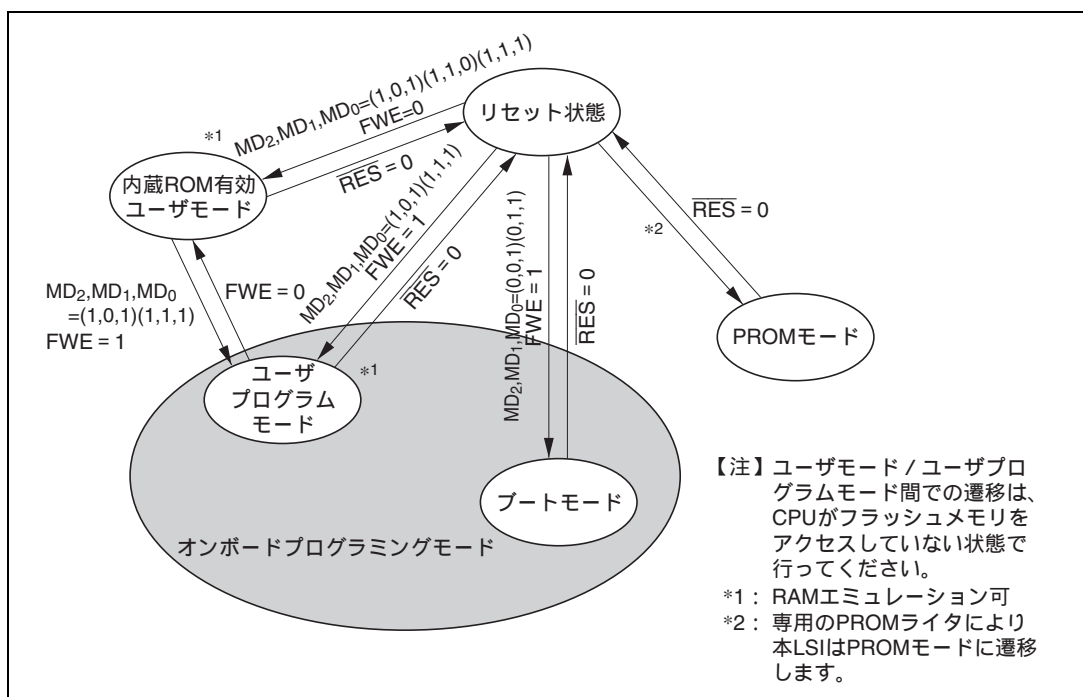 MD2,MD1,MD0=(1,0,1)(1,1,0)(1,1,1)
FWE=0
リセット状態
*1
RES = 0
内蔵ROM有効
ユーザモード
MD2,MD1,MD0=(1,0,1)(1,1,1)
FWE = 1
RES = 0
MD2,MD1,MD0=(0,0,1)(0,1,1)
FWE = 1
RES = 0
*2
RES = 0
MD2,MD1,MD0
=(1,0,1)(1,1,1)
FWE = 1
FWE = 0
PROMモード
ユーザ
プログラム
モード
*1
ブートモード
オンボードプログラミングモード
【注】ユーザモード / ユーザプロ
グラムモード間での遷移は、
CPUがフラッシュメモリを
アクセスしていない状態で
行ってください。
*1 : RAMエミュレーション可
*2 : 専用のPROMライタにより
本LSIはPROMモードに遷移
します。